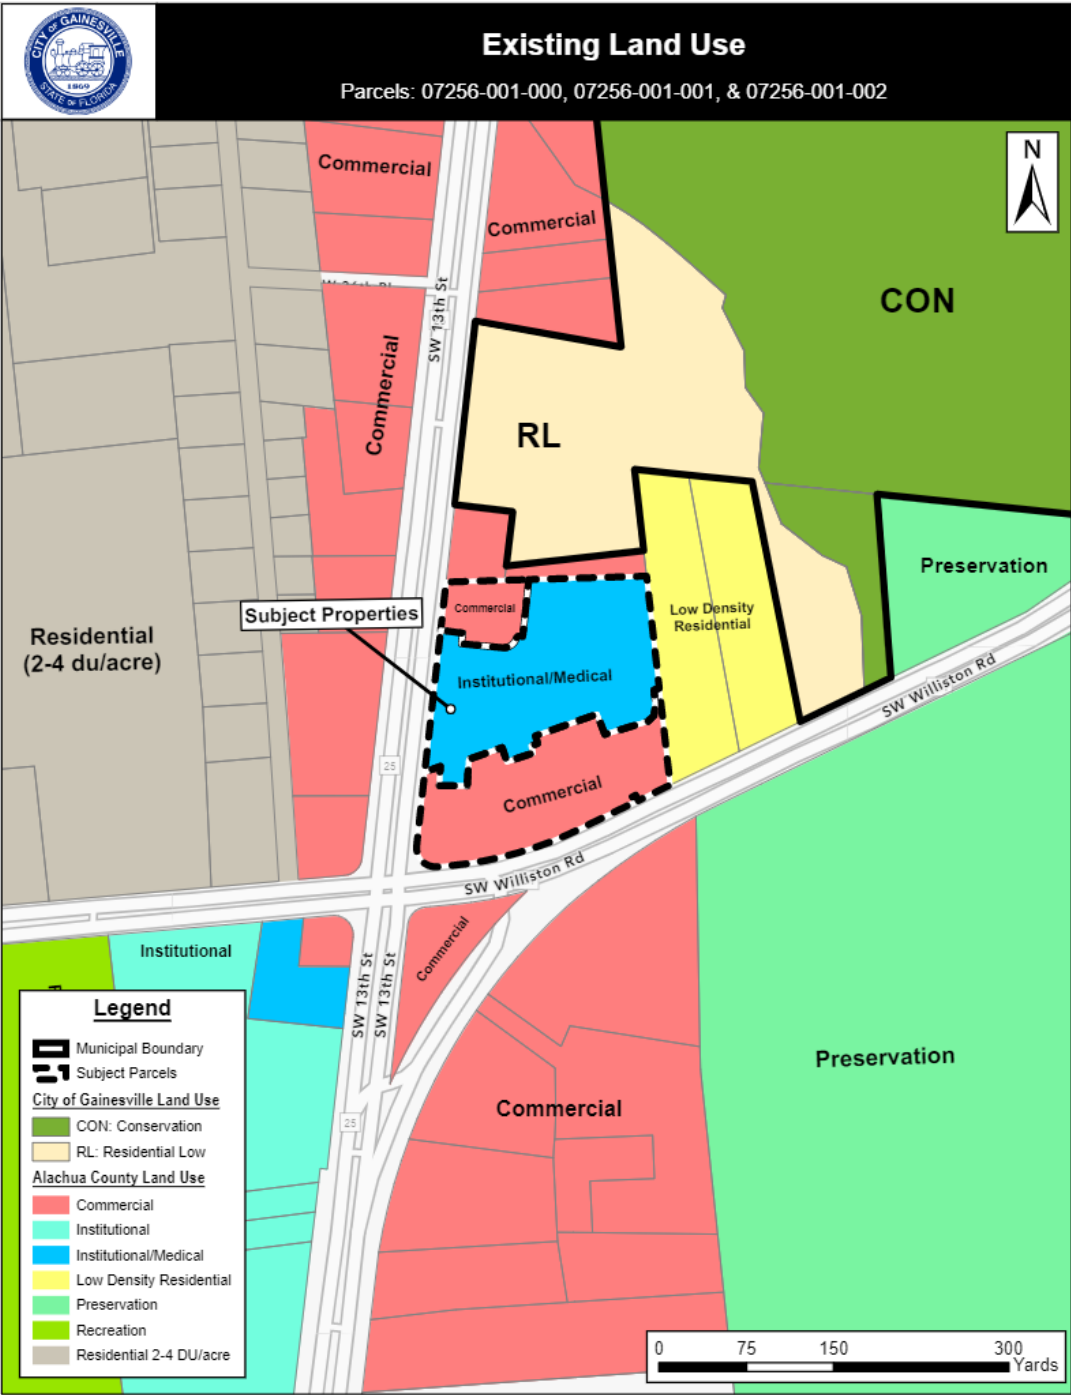 CITY OF GAINESVILLE
1869
STATE OF FLORIDA
Existing Land Use
Parcels: 07256-001-000, 07256-001-001, & 07256-001-002
N
Commercial
Commercial
CON
SW 13th St
Commercial
RL
Preservation
Subject Properties
Commercial
Low Density
Residential
Residential
(2-4 du/acre)
Institutional/Medical
SW Williston Rd
25
Commercial
SW Williston Rd
Institutional
Commercial
SW 13th St
SW 13th St
Preservation
Commercial
25
Legend
Municipal Boundary
Subject Parcels
City of Gainesville Land Use
CON: Conservation
RL: Residential Low
Alachua County Land Use
Commercial
Institutional
Institutional/Medical
Low Density Residential
Preservation
Recreation
Residential 2-4 DU/acre
0 75 150 300
Yards